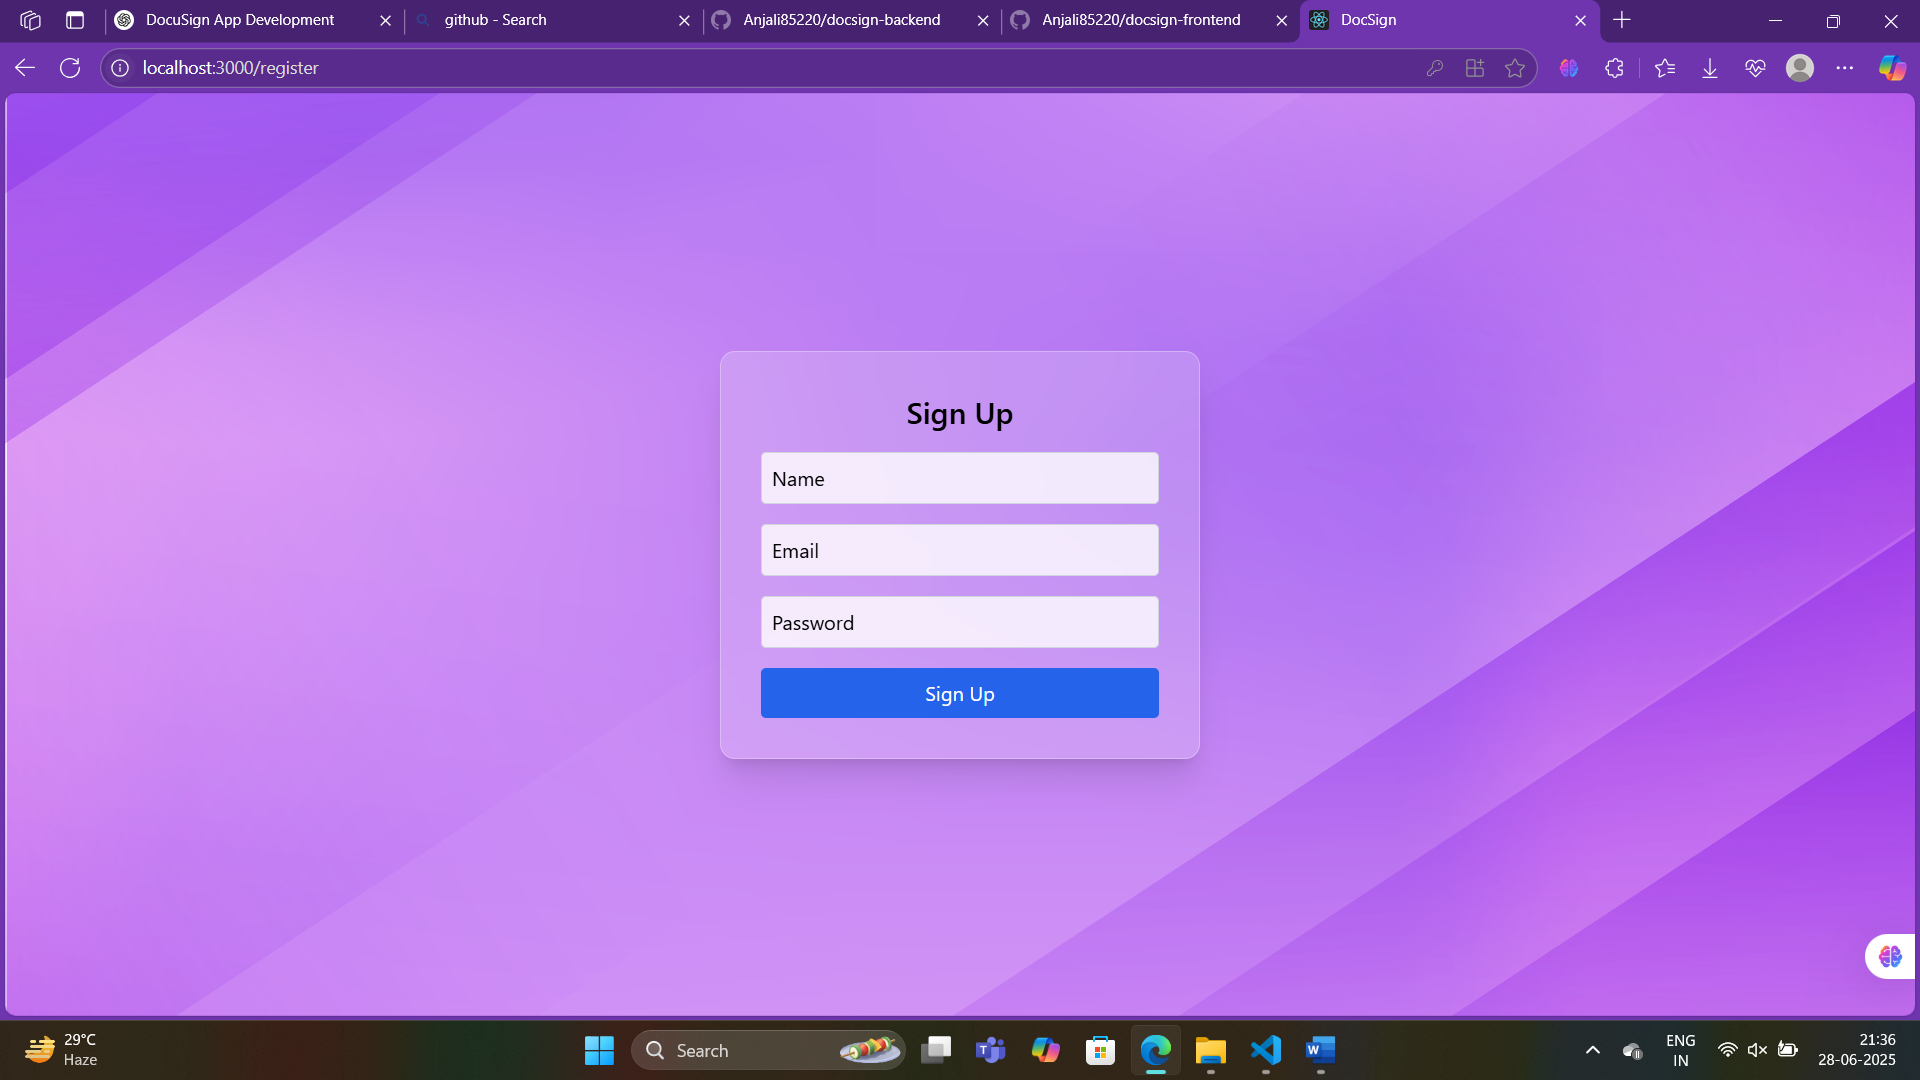 DocuSign App Development
github - Search
Anjali85220/docsign-backend
Anjali85220/docsign-frontend
DocSign
localhost:3000/register
Sign Up
Name
Email
Password
Sign Up
29°C
Haze
Search
ENG
IN
21:36
28-06-2025